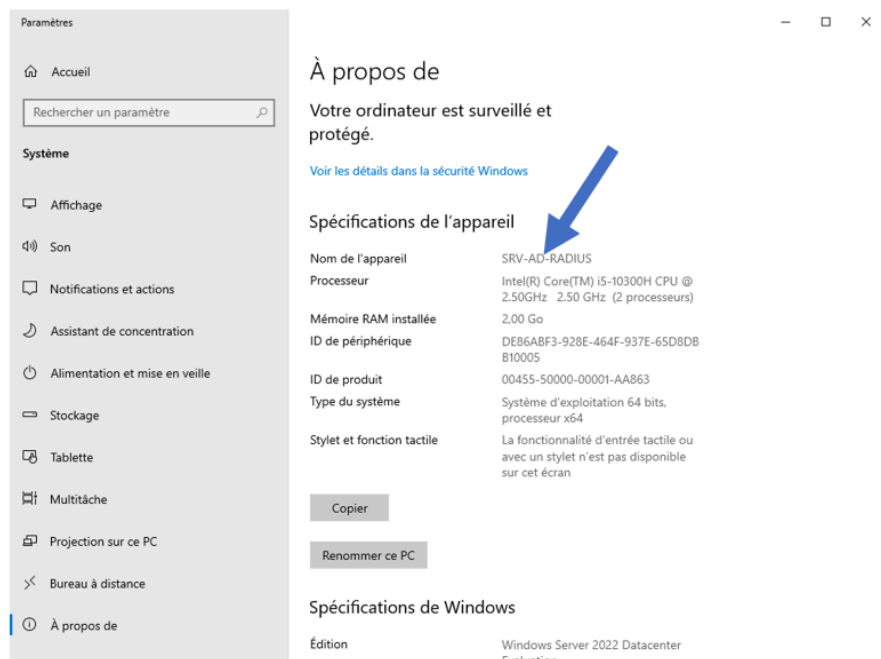 Paramètres
Accueil
Rechercher un paramètre
Système
Affichage
Son
Notifications et actions
Assistant de concentration
Alimentation et mise en veille
Stockage
Tablette
Multitâche
Projection sur ce PC
Bureau à distance
À propos de
À propos de
Votre ordinateur est surveillé et
protégé.
Voir les détails dans la sécurité Windows
Spécifications de l'appareil
Nom de l'appareil SRV-AD-RADIUS
Processeur Intel(R) Core(TM) i5-10300H CPU @
2.50GHz 2.50 GHz (2 processeurs)
Mémoire RAM installée 2,00 Go
ID de périphérique DE86ABF3-928E-464F-937E-65D8DB
B10005
ID de produit 00455-50000-00001-AA863
Type du système Système d'exploitation 64 bits,
processeur x64
Stylet et fonction tactile La fonctionnalité d'entrée tactile ou
avec un stylet n'est pas disponible
sur cet écran
Copier
Renommer ce PC
Spécifications de Windows
Édition Windows Server 2022 Datacenter